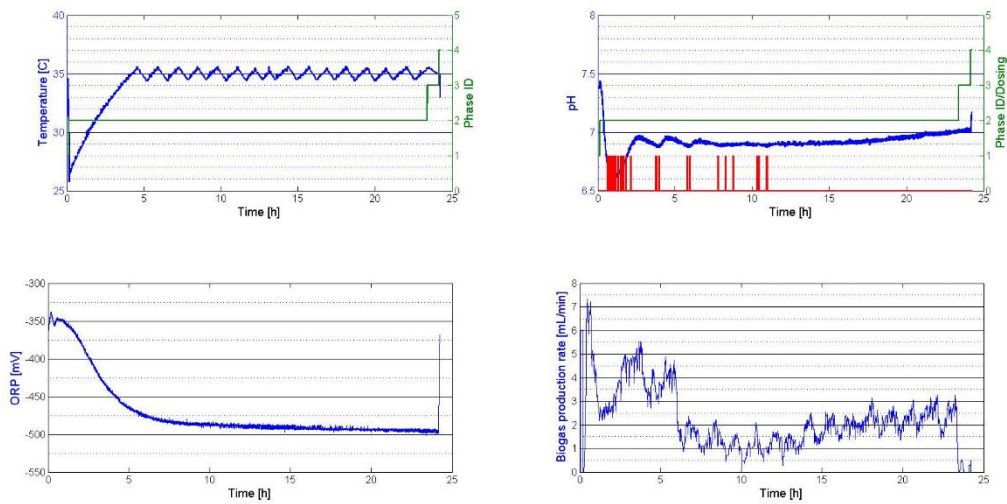 40
35
30
25
Temperature [C]
5
4
3
2
1
0
Phase ID
0 5 10 15 20 25
Time [h]
7.5
7
6.5
pH
5
4
3
2
1
0
Phase ID/Dosing
0 5 10 15 20 25
Time [h]
-300
-350
-400
-450
-500
-550
ORP [mV]
0 5 10 15 20 25
Time [h]
8
7
6
5
4
3
2
1
0
Biogas production rate [mL/min]
0 5 10 15 20 25
Time [h]